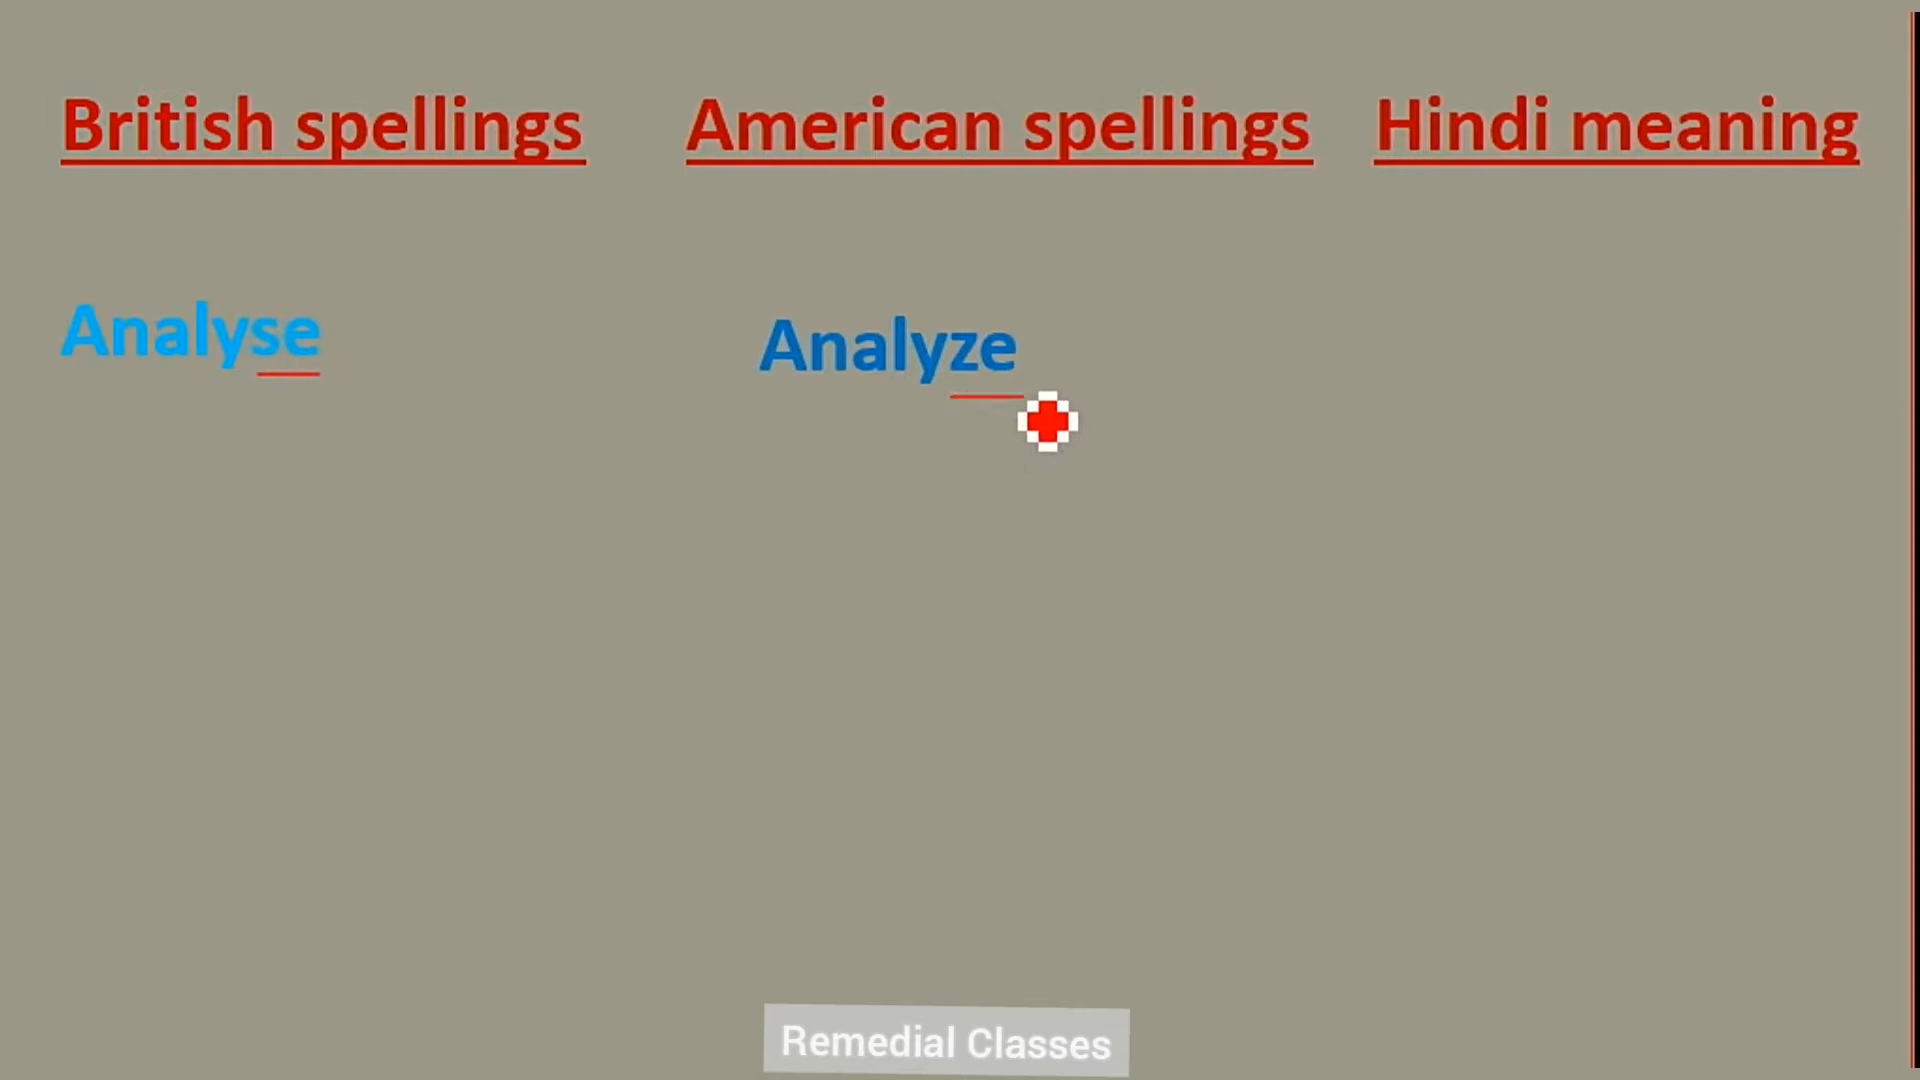 British spellings American spellings Hindi meaning
Analyse Analyze
Remedial Classes